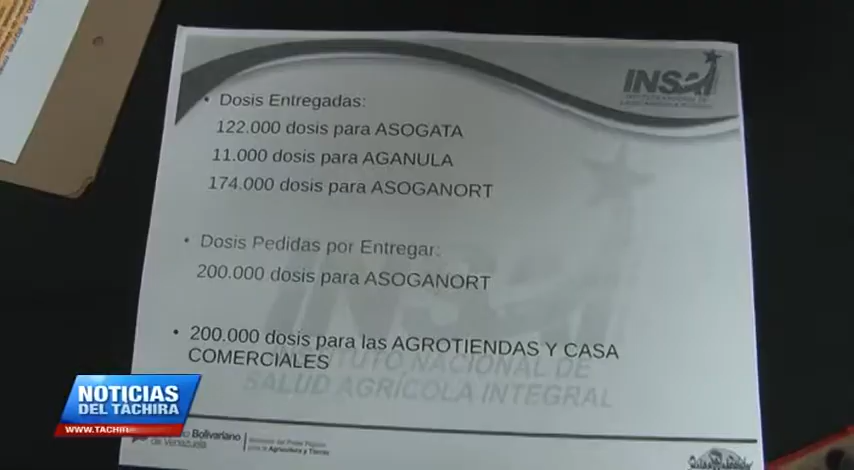 INSAI
• Dosis Entregadas:
122.000 dosis para ASOGATA
11.000 dosis para AGANULA
174.000 dosis para ASOGANORT
• Dosis Pedidas por Entregar:
200.000 dosis para ASOGANORT
• 200.000 dosis para las AGROTIENDAS Y CASA
COMERCIALES
INSAI
INSTITUTO NACIONAL DE
SALUD AGRÍCOLA INTEGRAL
NOTICIAS
DEL TÁCHIRA
WWW.TACHIR
Bolivariano
de Venezuela